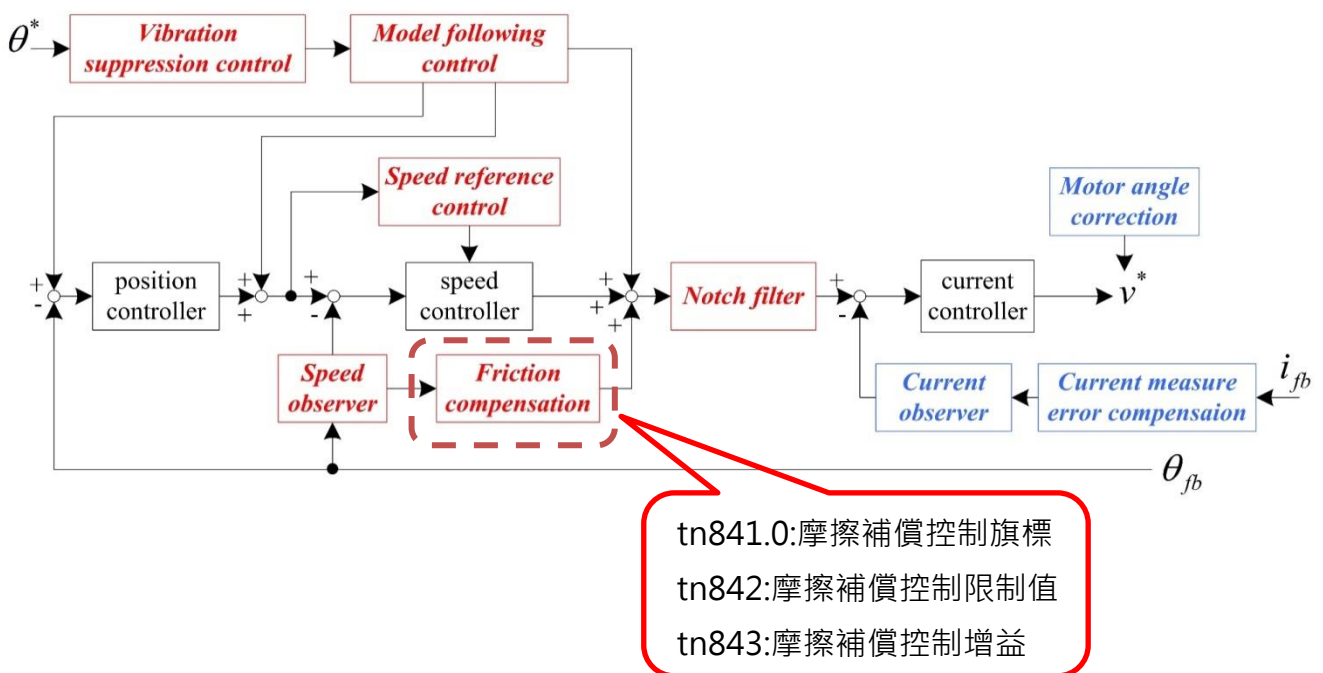 θ*
Vibration
suppression control
Model following
control
Speed reference
control
Motor angle
correction
+
-
position
controller
+
+
+
-
speed
controller
+
+
+
Notch filter
+
-
current
controller
v*
Speed
observer
Friction
compensation
Current
observer
Current measure
error compensaion
i_fb
θ_fb
tn841.0:摩擦補償控制旗標
tn842:摩擦補償控制限制值
tn843:摩擦補償控制增益